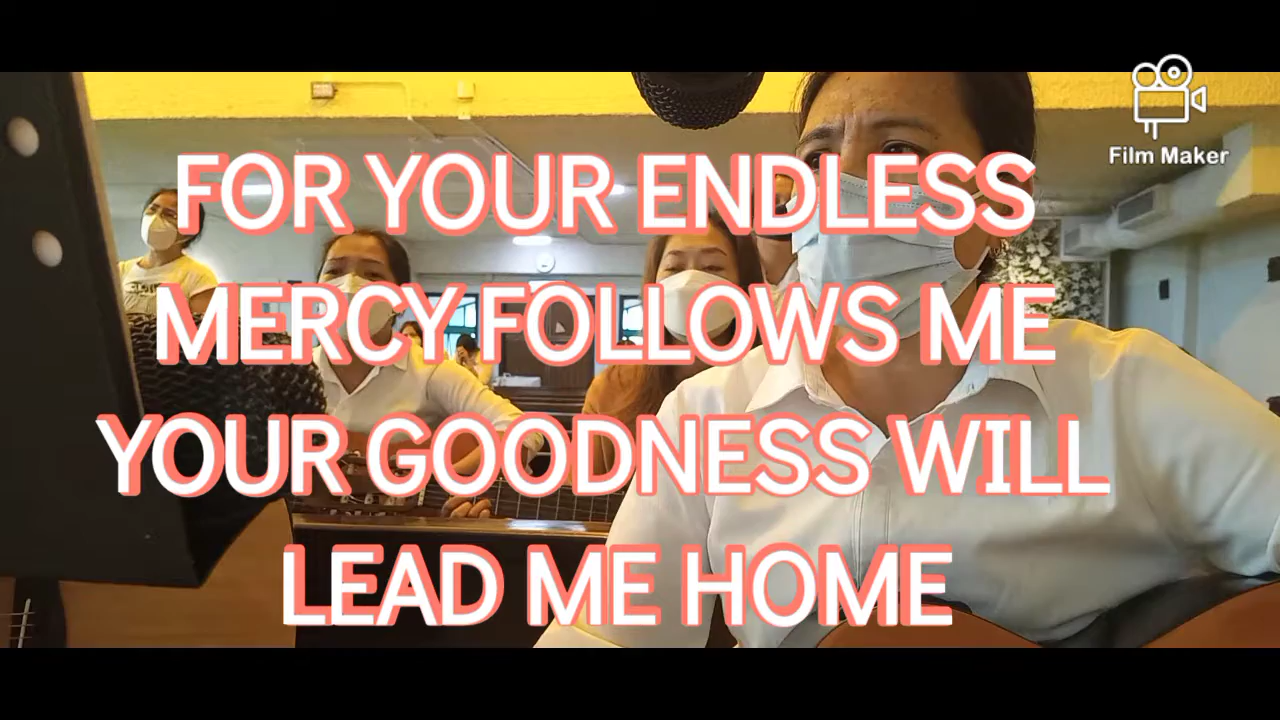 Film Maker
FOR YOUR ENDLESS
MERCY FOLLOWS ME
YOUR GOODNESS WILL
LEAD ME HOME